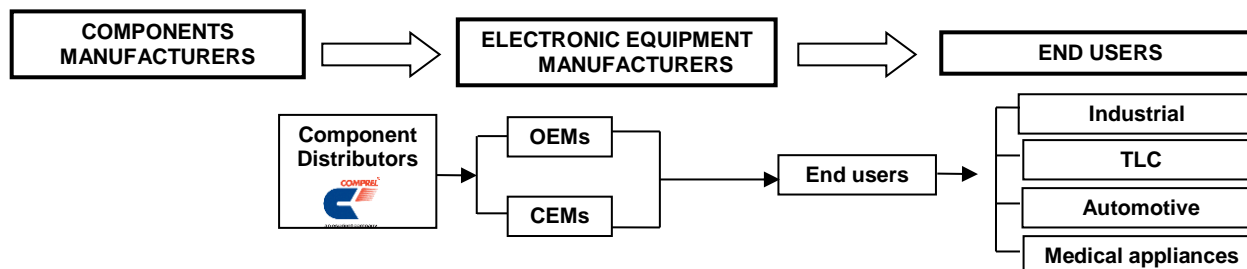 COMPONENTS
MANUFACTURERS
ELECTRONIC EQUIPMENT
MANUFACTURERS
END USERS
Component
Distributors
COMPREL
OEMs
CEMs
End users
Industrial
TLC
Automotive
Medical appliances